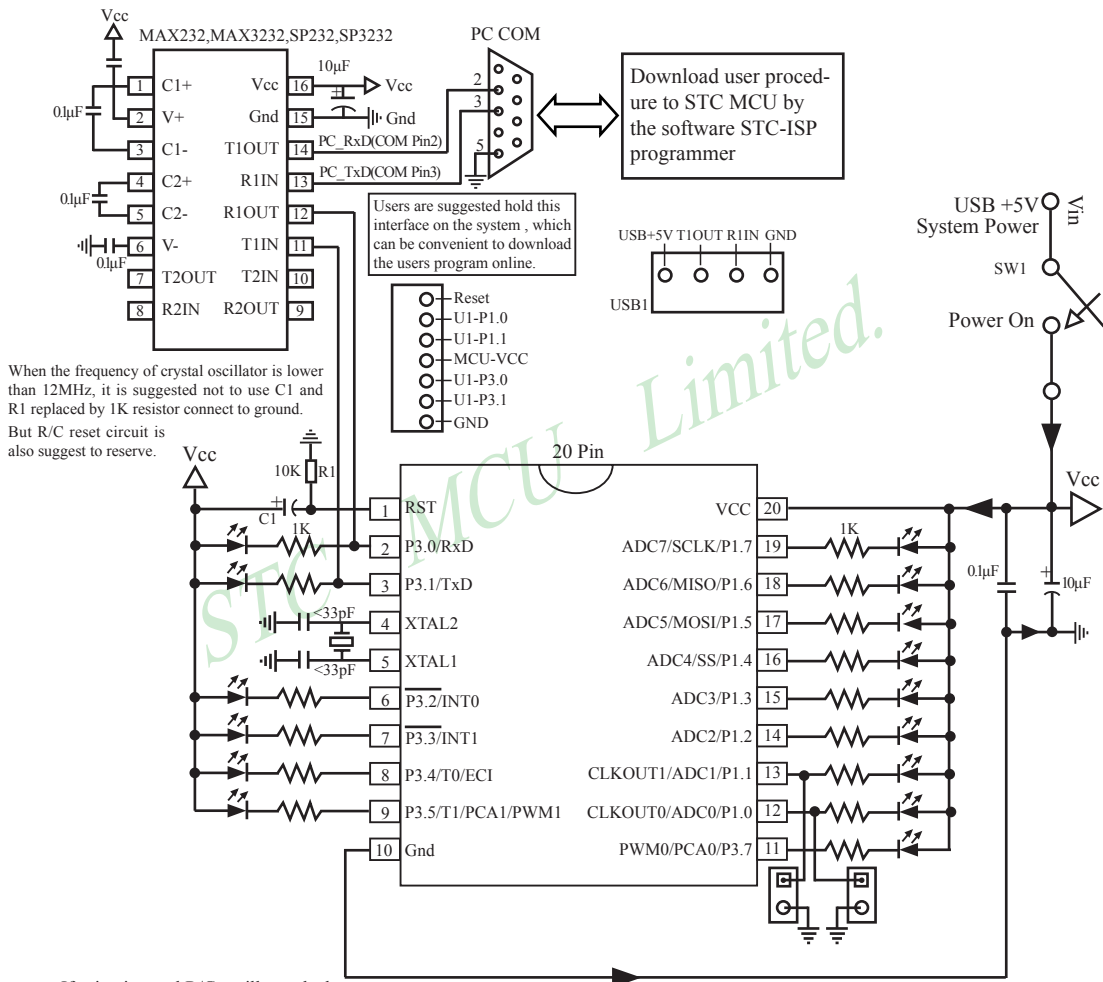 Vcc
MAX232,MAX3232,SP232,SP3232
PC COM
1 C1+
2 V+
3 C1-
4 C2+
5 C2-
6 V-
7 T2OUT
8 R2IN
Vcc 16
Gnd 15
T1OUT 14
R1IN 13
R1OUT 12
T1IN 11
T2IN 10
R2OUT 9
0.1µF
0.1µF
0.1µF
10µF
+
Vcc
Gnd
PC_RxD(COM Pin2)
PC_TxD(COM Pin3)
2
3
5
Download user proced-
ure to STC MCU by
the software STC-ISP
programmer
Users are suggested hold this
interface on the system , which
can be convenient to download
the users program online.
USB+5V T1OUT R1IN GND
USB1
USB +5V
System Power
Vin
SW1
Power On
Reset
U1-P1.0
U1-P1.1
MCU-VCC
U1-P3.0
U1-P3.1
GND
When the frequency of crystal oscillator is lower
than 12MHz, it is suggested not to use C1 and
R1 replaced by 1K resistor connect to ground.
But R/C reset circuit is
also suggest to reserve.
STC MCU Limited.
Vcc
10K
R1
+
C1
1K
<33pF
<33pF
20 Pin
1 RST
2 P3.0/RxD
3 P3.1/TxD
4 XTAL2
5 XTAL1
6 P3.2/INT0
7 P3.3/INT1
8 P3.4/T0/ECI
9 P3.5/T1/PCA1/PWM1
10 Gnd
VCC 20
ADC7/SCLK/P1.7 19
ADC6/MISO/P1.6 18
ADC5/MOSI/P1.5 17
ADC4/SS/P1.4 16
ADC3/P1.3 15
ADC2/P1.2 14
CLKOUT1/ADC1/P1.1 13
CLKOUT0/ADC0/P1.0 12
PWM0/PCA0/P3.7 11
1K
Vcc
0.1µF
+
10µF